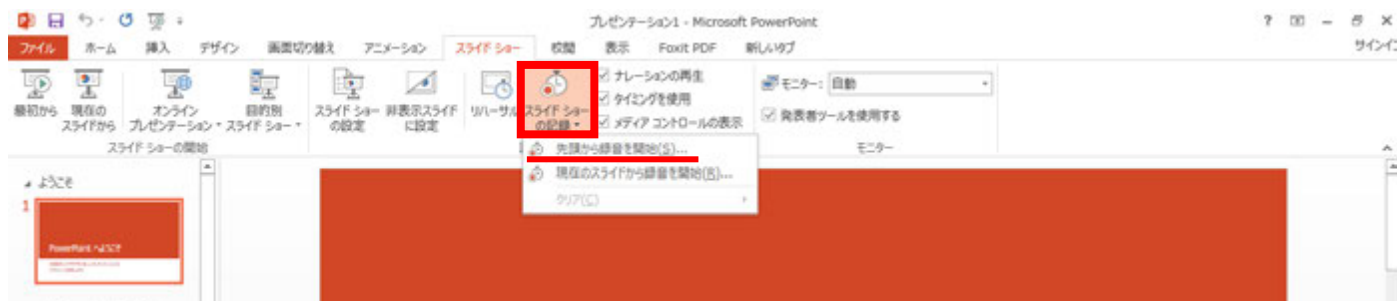 プレゼンテーション1 - Microsoft PowerPoint
ファイル ホーム 挿入 デザイン 画面切り替え アニメーション スライド ショー 校閲 表示 Foxit PDF 新しいタブ サインイン
最初から 現在のスライドから オンライン プレゼンテーション 目的別 スライド ショー スライド ショーの設定 非表示スライドに設定 リハーサル スライド ショーの記録
ナレーションの再生
タイミングを使用
メディア コントロールの表示
モニター: 自動
発表者ツールを使用する
スライド ショーの開始
モニター
先頭から録音を開始(S)...
現在のスライドから録音を開始(R)...
クリア(C)
ようこそ
1
PowerPoint へようこそ